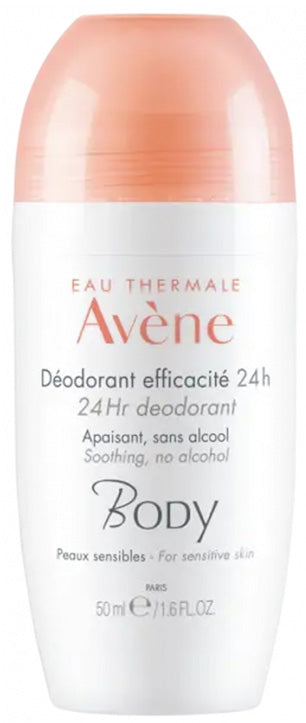 EAU THERMALE
Avène
Déodorant efficacité 24h
24Hr deodorant
Apaisant, sans alcool
Soothing, no alcohol
BODY
Peaux sensibles - For sensitive skin
PARIS
50 ml ℮/1.6 FL.OZ.